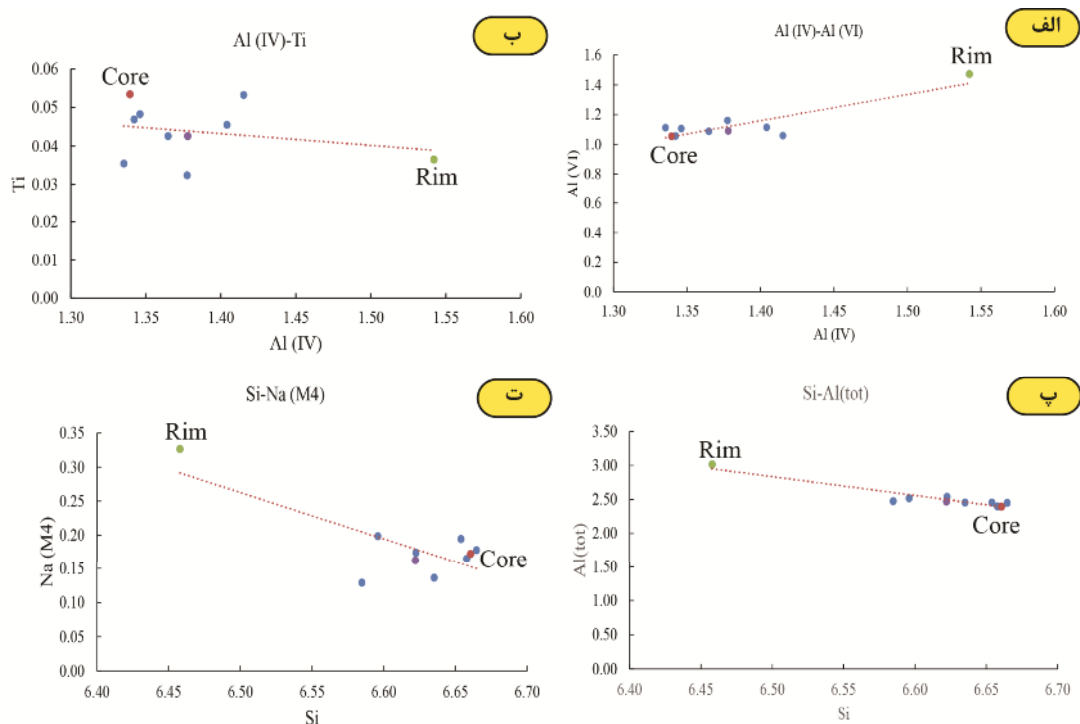 ب
Al (IV)-Ti
0.06
0.05
0.04
0.03
0.02
0.01
0.00
Ti
Core
Rim
1.30 1.35 1.40 1.45 1.50 1.55 1.60
Al (IV)
الف
Al (IV)-Al (VI)
1.6
1.4
1.2
1.0
0.8
0.6
0.4
0.2
0.0
Al (VI)
Rim
Core
1.30 1.35 1.40 1.45 1.50 1.55 1.60
Al (IV)
ت
Si-Na (M4)
0.35
0.30
0.25
0.20
0.15
0.10
0.05
0.00
Na (M4)
Rim
Core
6.40 6.45 6.50 6.55 6.60 6.65 6.70
Si
پ
Si-Al(tot)
3.50
3.00
2.50
2.00
1.50
1.00
0.50
0.00
Al(tot)
Rim
Core
6.40 6.45 6.50 6.55 6.60 6.65 6.70
Si